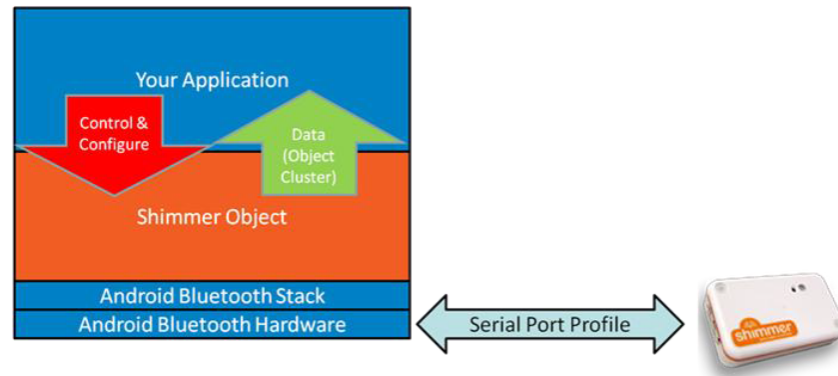 Your Application
Control &
Configure
Data
(Object
Cluster)
Shimmer Object
Android Bluetooth Stack
Android Bluetooth Hardware
Serial Port Profile
shimmer